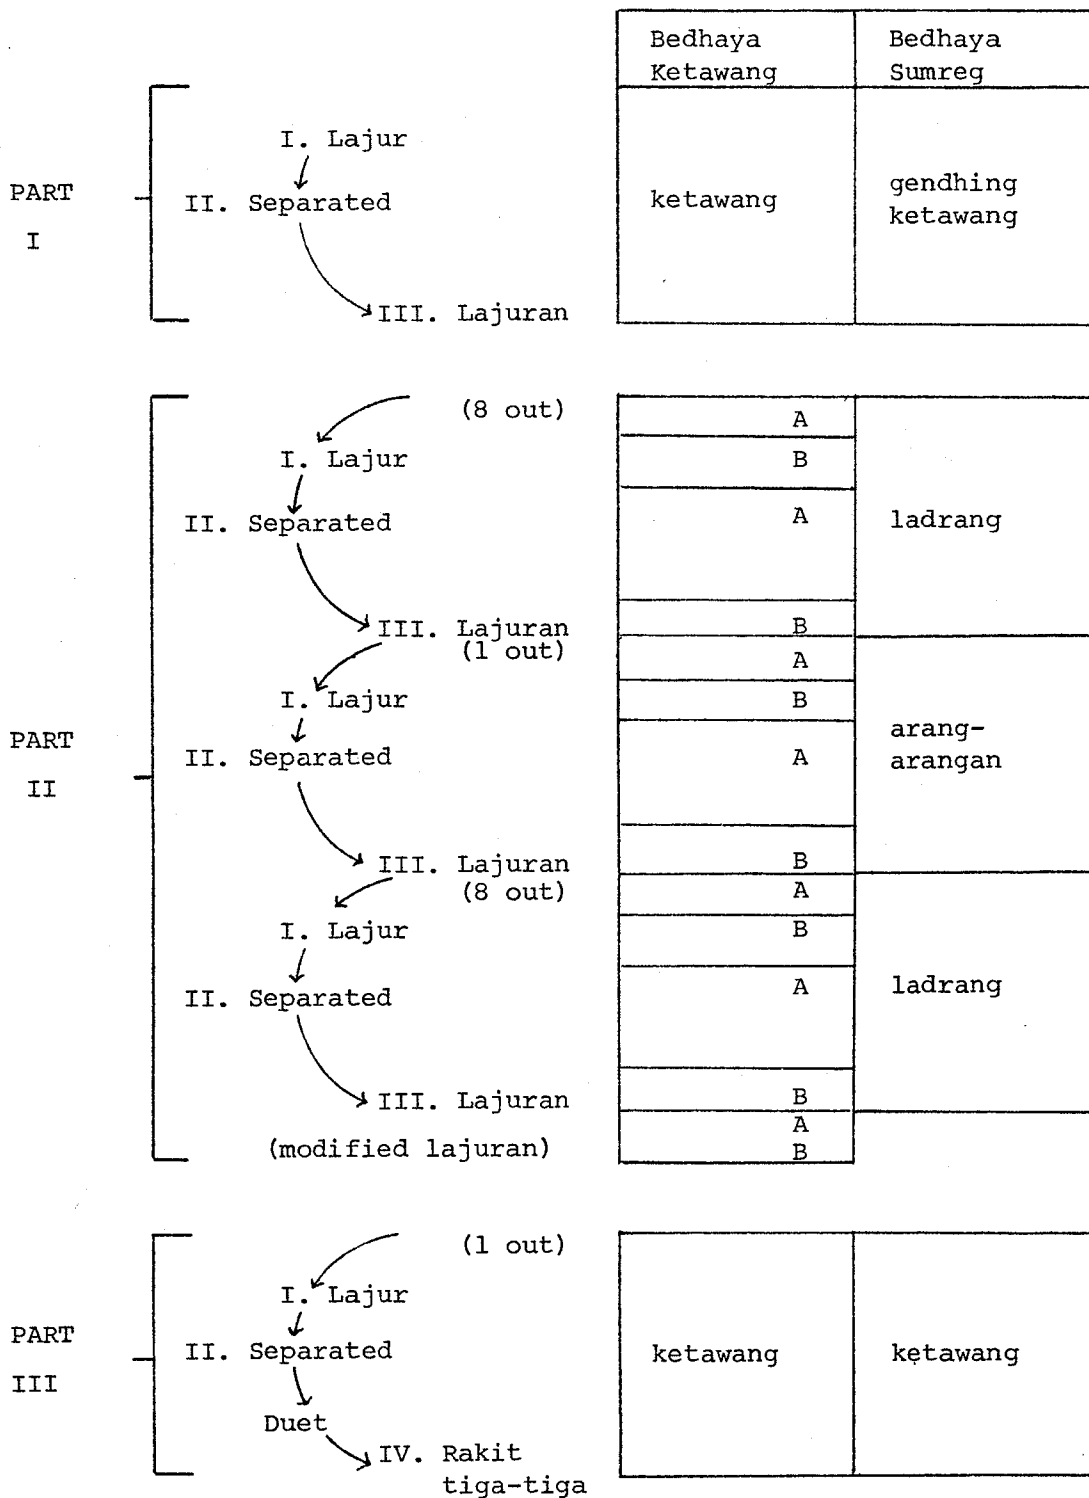 Bedhaya Ketawang
Bedhaya Sumreg
PART I
I. Lajur
II. Separated
III. Lajuran
ketawang
gendhing ketawang
PART II
(8 out)
I. Lajur
II. Separated
III. Lajuran
(1 out)
I. Lajur
II. Separated
III. Lajuran
(8 out)
I. Lajur
II. Separated
III. Lajuran
(modified lajuran)
A
B
A
B
A
B
A
B
A
B
A
B
A
B
ladrang
arang-
arangan
ladrang
PART III
(1 out)
I. Lajur
II. Separated
Duet
IV. Rakit
tiga-tiga
ketawang
ketawang